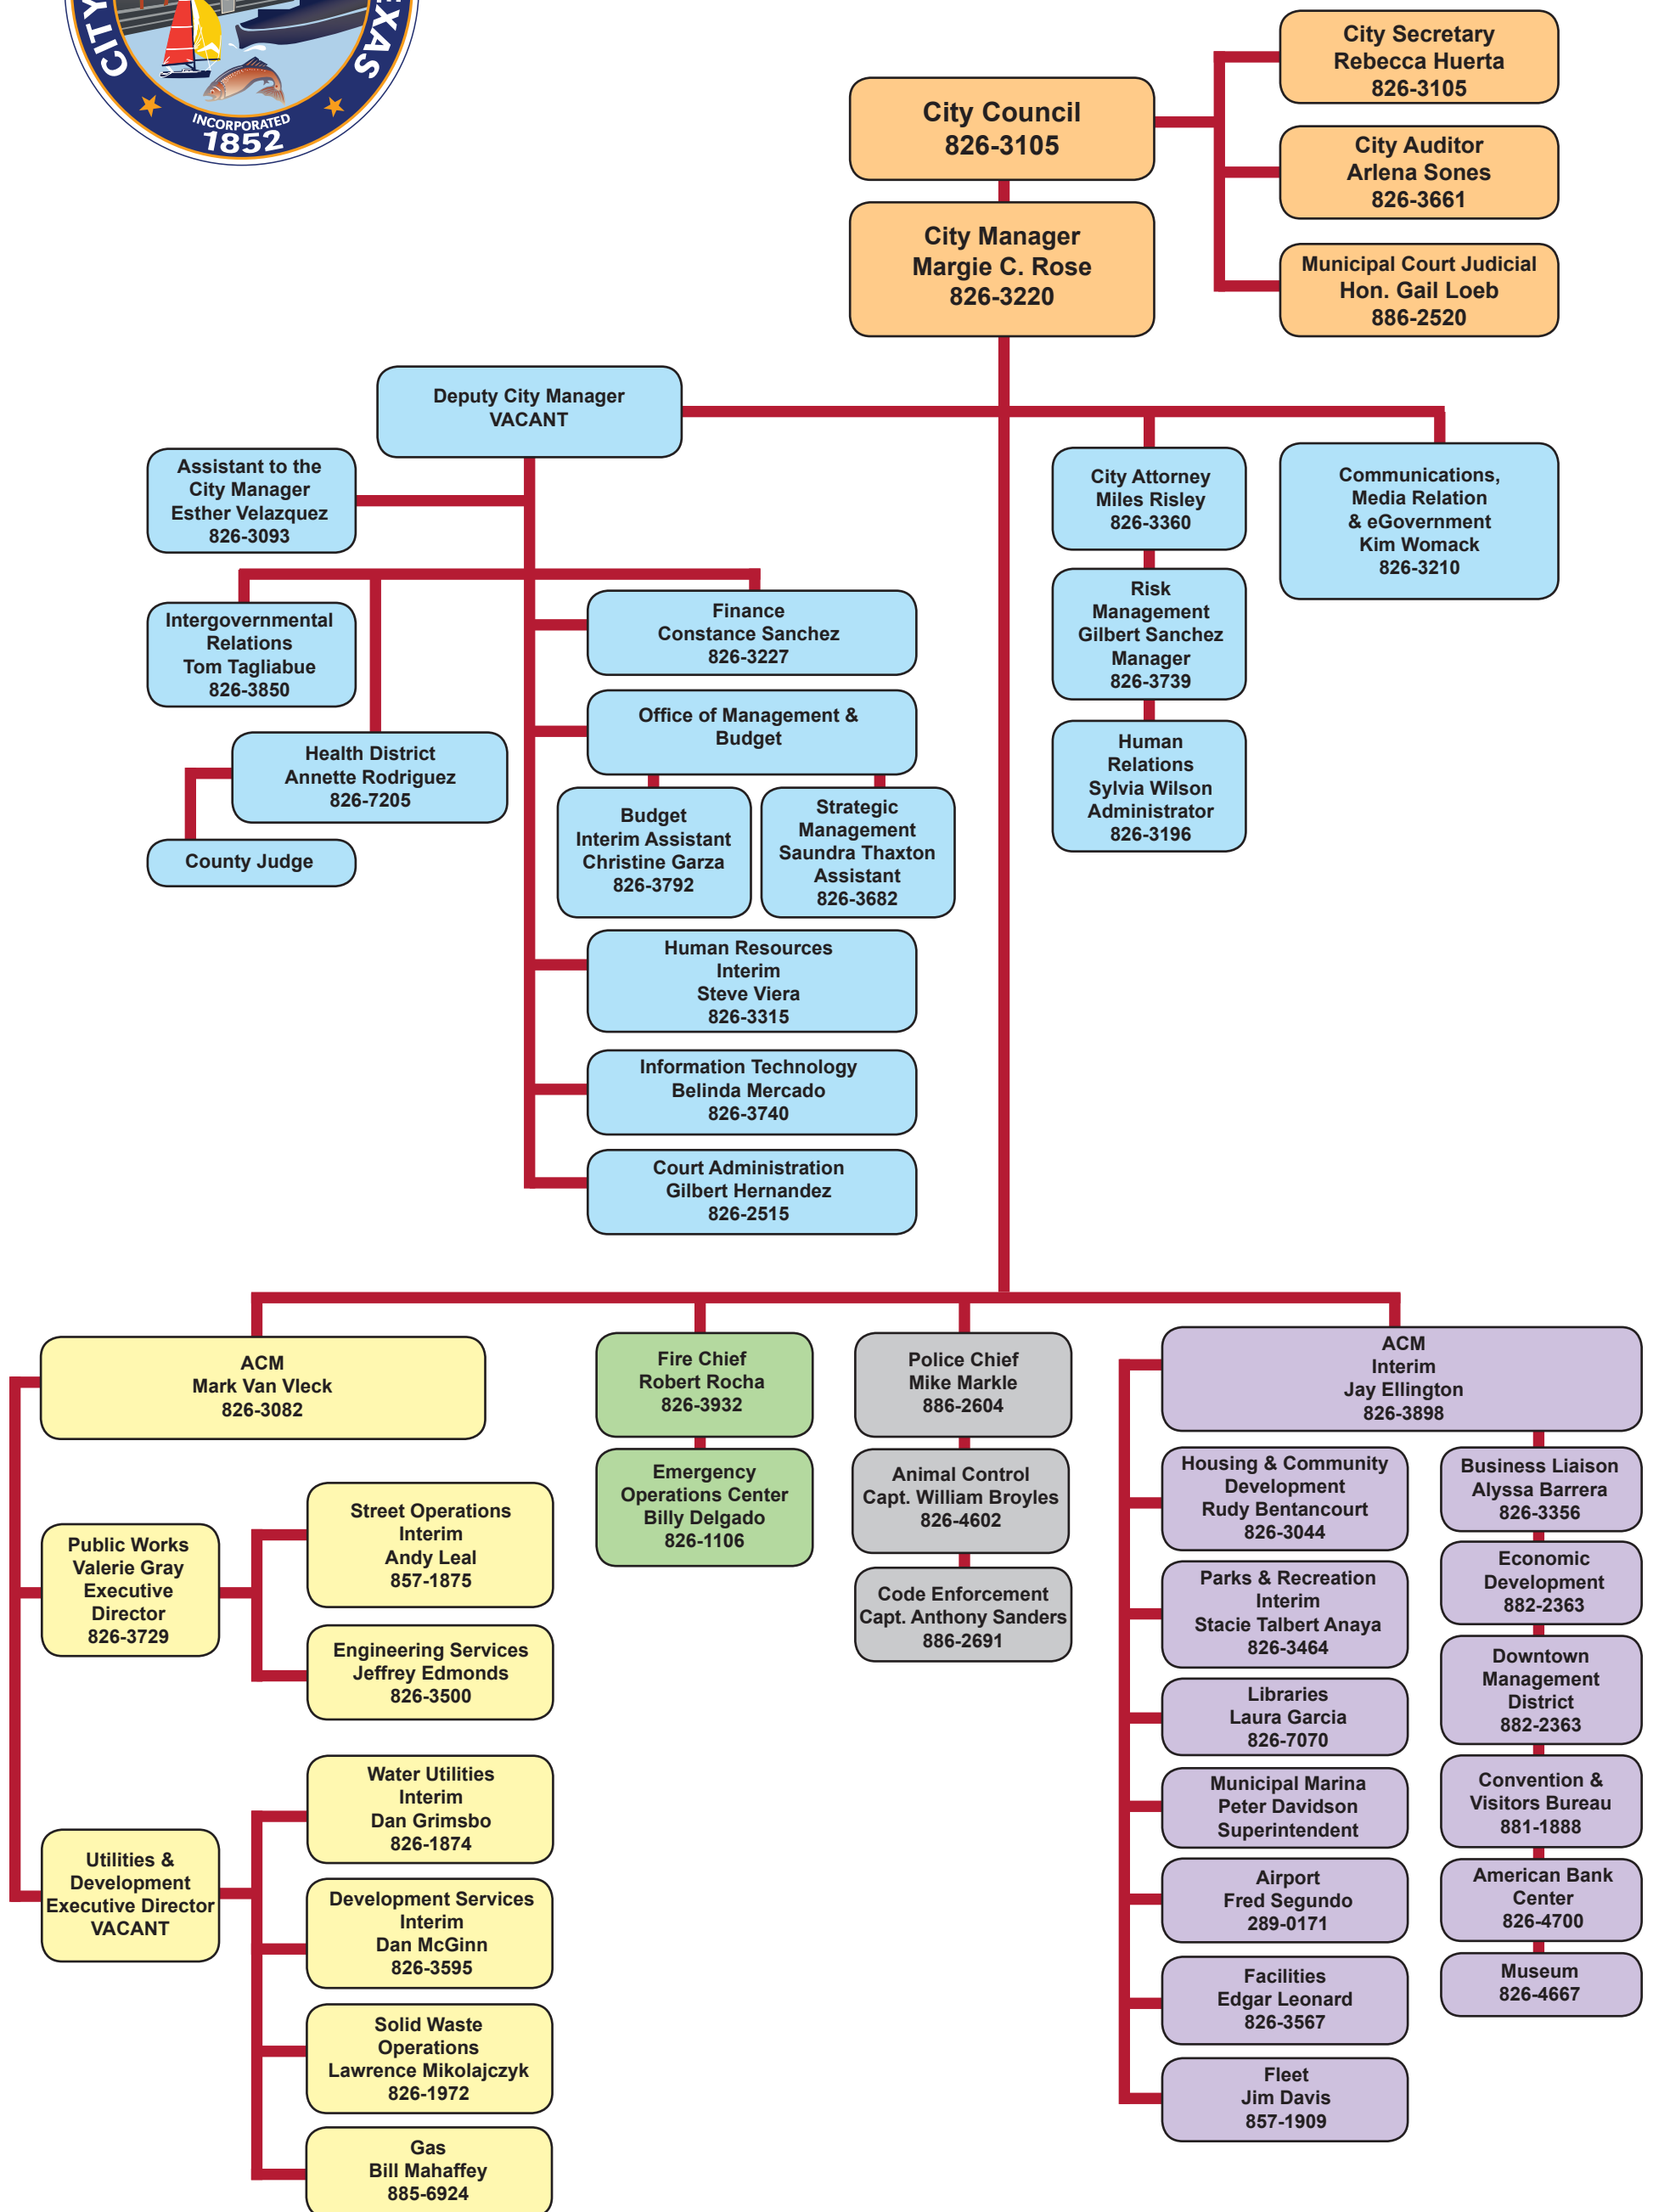 CITY
EXAS
INCORPORATED
1852
City Council
826-3105
City Secretary
Rebecca Huerta
826-3105
City Auditor
Arlena Sones
826-3661
Municipal Court Judicial
Hon. Gail Loeb
886-2520
City Manager
Margie C. Rose
826-3220
Deputy City Manager
VACANT
Assistant to the
City Manager
Esther Velazquez
826-3093
City Attorney
Miles Risley
826-3360
Communications,
Media Relation
& eGovernment
Kim Womack
826-3210
Risk
Management
Gilbert Sanchez
Manager
826-3739
Human
Relations
Sylvia Wilson
Administrator
826-3196
Intergovernmental
Relations
Tom Tagliabue
826-3850
Health District
Annette Rodriguez
826-7205
County Judge
Finance
Constance Sanchez
826-3227
Office of Management &
Budget
Budget
Interim Assistant
Christine Garza
826-3792
Strategic
Management
Saundra Thaxton
Assistant
826-3682
Human Resources
Interim
Steve Viera
826-3315
Information Technology
Belinda Mercado
826-3740
Court Administration
Gilbert Hernandez
826-2515
ACM
Mark Van Vleck
826-3082
Public Works
Valerie Gray
Executive
Director
826-3729
Street Operations
Interim
Andy Leal
857-1875
Engineering Services
Jeffrey Edmonds
826-3500
Utilities &
Development
Executive Director
VACANT
Water Utilities
Interim
Dan Grimsbo
826-1874
Development Services
Interim
Dan McGinn
826-3595
Solid Waste
Operations
Lawrence Mikolajczyk
826-1972
Gas
Bill Mahaffey
885-6924
Fire Chief
Robert Rocha
826-3932
Emergency
Operations Center
Billy Delgado
826-1106
Police Chief
Mike Markle
886-2604
Animal Control
Capt. William Broyles
826-4602
Code Enforcement
Capt. Anthony Sanders
886-2691
ACM
Interim
Jay Ellington
826-3898
Housing & Community
Development
Rudy Bentancourt
826-3044
Parks & Recreation
Interim
Stacie Talbert Anaya
826-3464
Libraries
Laura Garcia
826-7070
Municipal Marina
Peter Davidson
Superintendent
Airport
Fred Segundo
289-0171
Facilities
Edgar Leonard
826-3567
Fleet
Jim Davis
857-1909
Business Liaison
Alyssa Barrera
826-3356
Economic
Development
882-2363
Downtown
Management
District
882-2363
Convention &
Visitors Bureau
881-1888
American Bank
Center
826-4700
Museum
826-4667